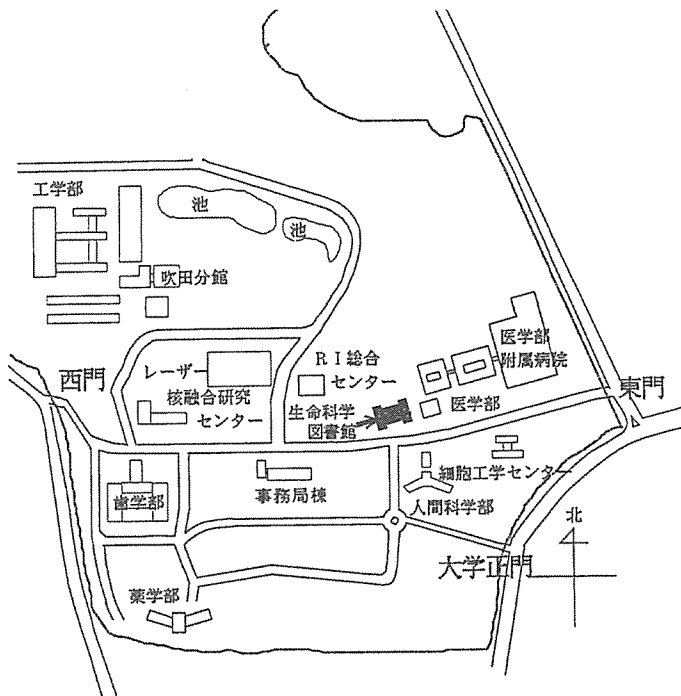 工学部
池
池
吹田分館
西門
レーザー
核融合研究
センター
ＲＩ総合
センター
医学部
附属病院
東門
生命科学
図書館
医学部
歯学部
事務局棟
細胞工学センター
人間科学部
北
大学正門
薬学部